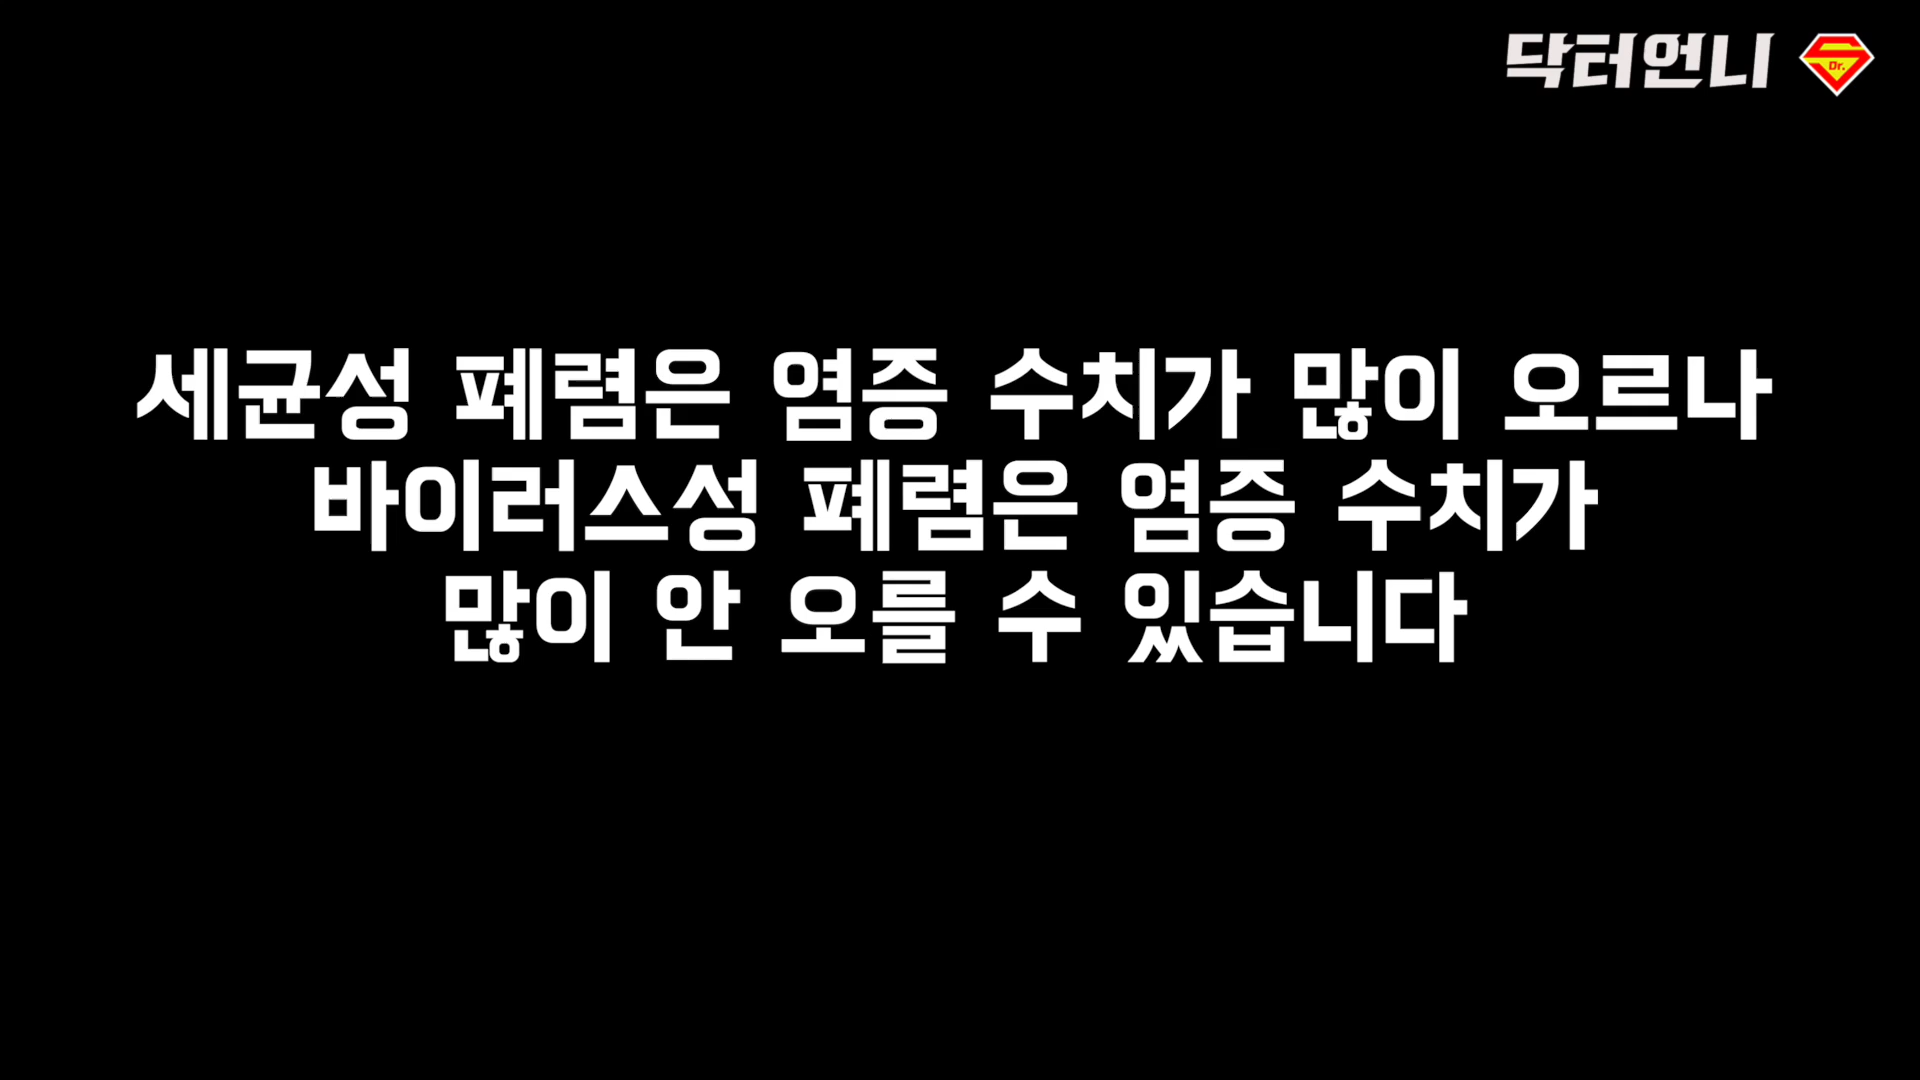 닥터언니
Dr.
세균성 폐렴은 염증 수치가 많이 오르나
바이러스성 폐렴은 염증 수치가
많이 안 오를 수 있습니다